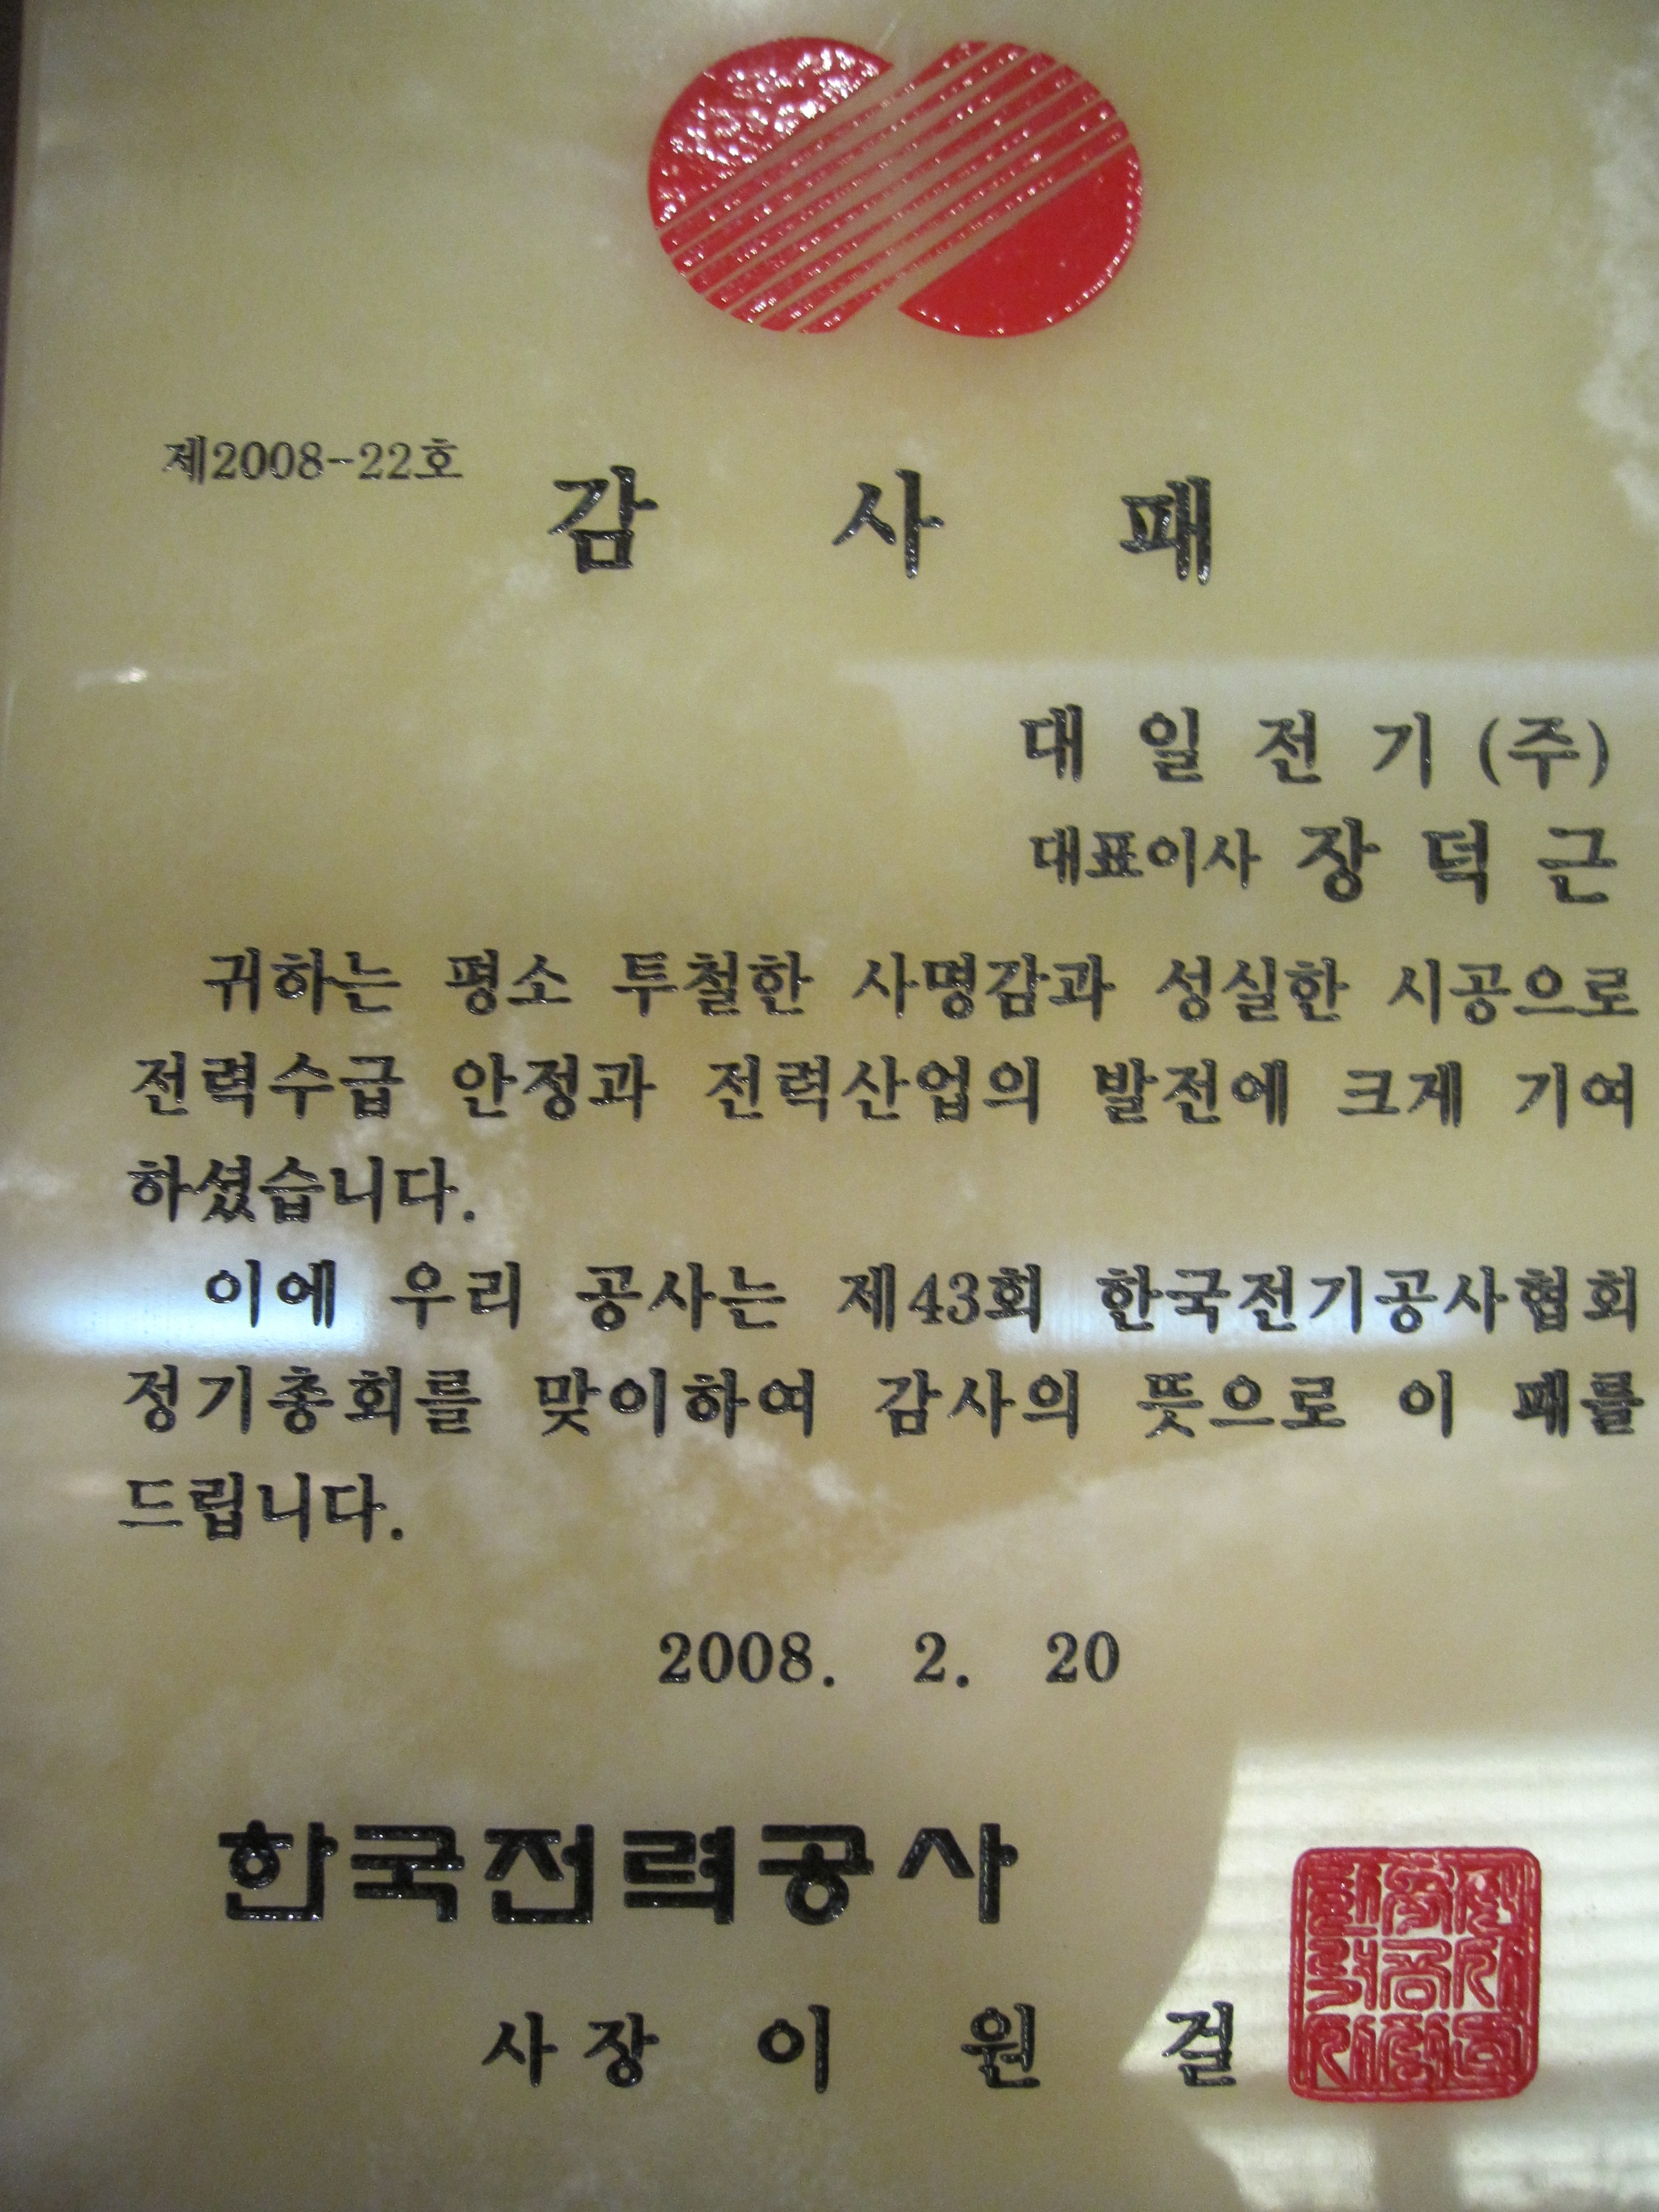 제2008-22호
감 사 패
대 일 전 기 (주)
대표이사 장 덕 근
귀하는 평소 투철한 사명감과 성실한 시공으로
전력수급 안정과 전력산업의 발전에 크게 기여
하셨습니다.
이에 우리 공사는 제43회 한국전기공사협회
정기총회를 맞이하여 감사의 뜻으로 이 패를
드립니다.
2008. 2. 20
한국전력공사
사장 이 원 걸